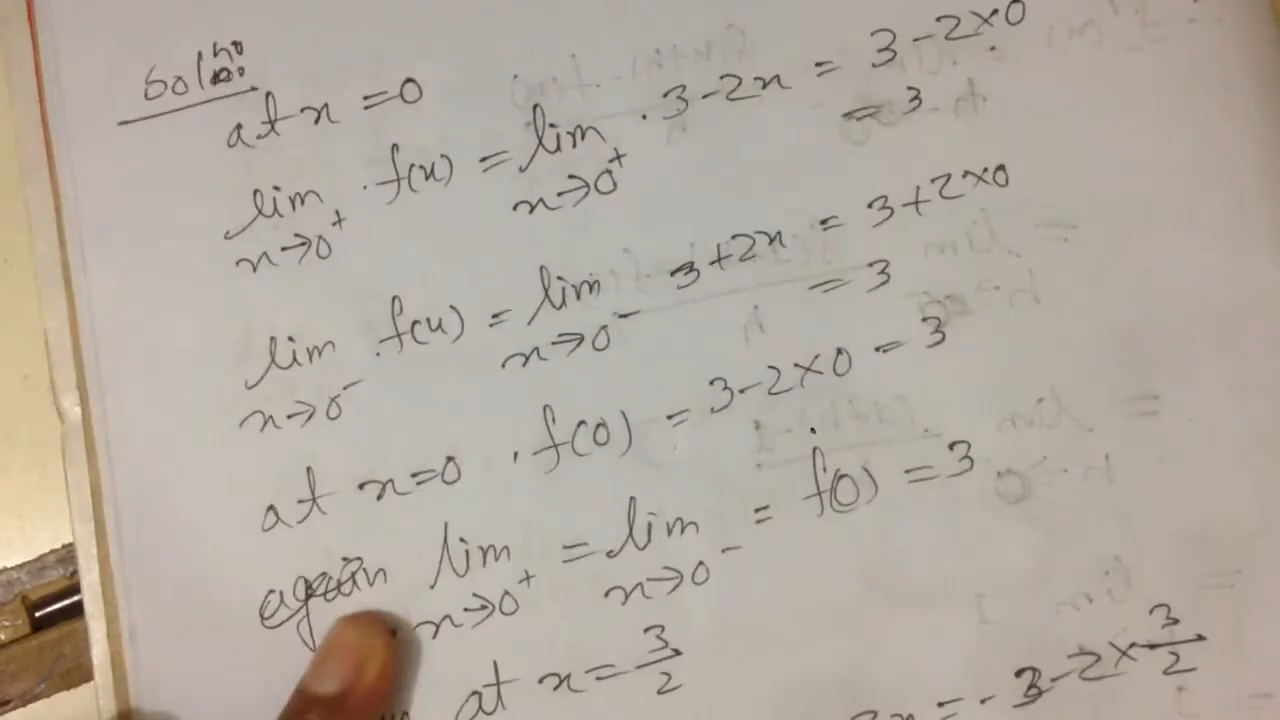 Solno:
at x = 0
lim x→0⁺ f(x) = lim x→0⁺ 3 - 2x = 3 - 2×0
= 3
lim x→0⁻ f(x) = lim x→0⁻ 3 + 2x = 3 + 2×0
= 3
at x = 0, f(0) = 3 - 2×0 = 3
again lim x→0⁺ = lim x→0⁻ = f(0) = 3
at x = 3/2
= -3 - 2×3/2